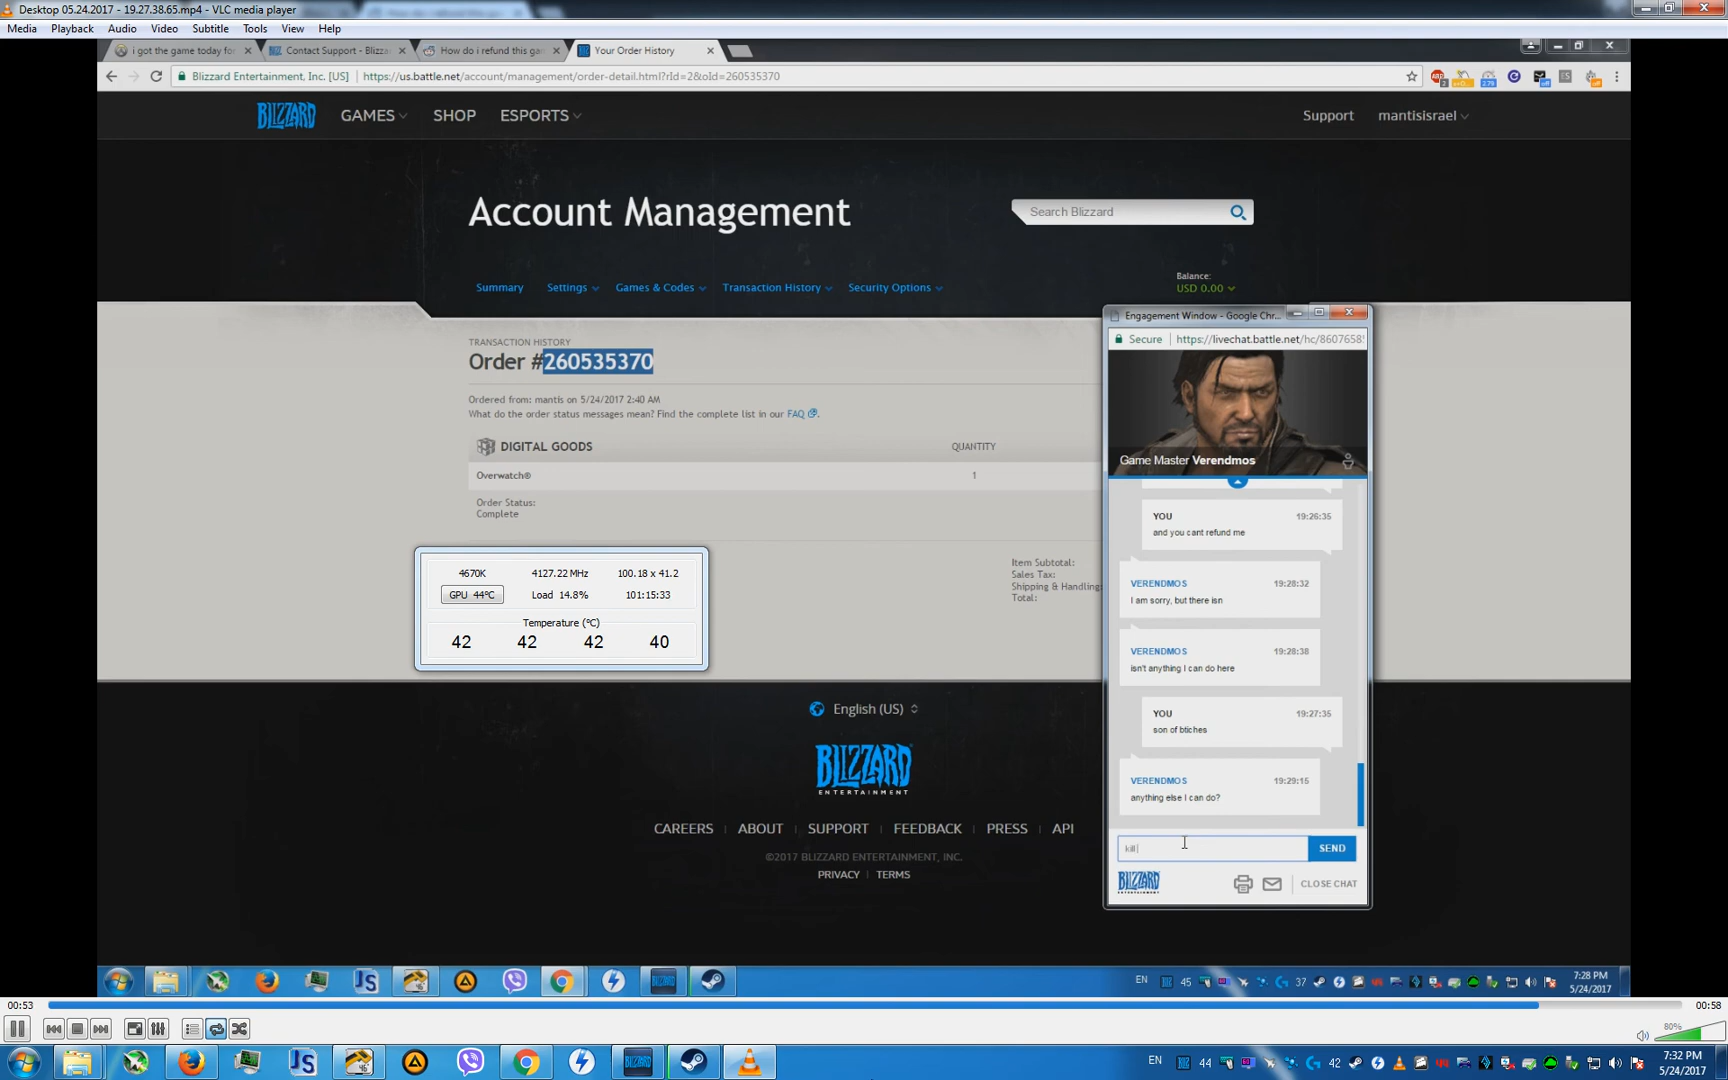 Desktop 05.24.2017 - 19.27.38.65.mp4 - VLC media player
Media Playback Audio Video Subtitle Tools View Help
i got the game today fo
Contact Support - Blizza
How do i refund this ga
Your Order History
Blizzard Entertainment, Inc. [US] https://us.battle.net/account/management/order-detail.html?rId=2&oId=260535370
BLIZZARD GAMES SHOP ESPORTS Support mantisisrael
Account Management
Search Blizzard
Summary Settings Games & Codes Transaction History Security Options
Balance:
USD 0.00
TRANSACTION HISTORY
Order #260535370
Ordered from: mantis on 5/24/2017 2:40 AM
What do the order status messages mean? Find the complete list in our FAQ.
DIGITAL GOODS QUANTITY
Overwatch® 1
Order Status:
Complete
Item Subtotal:
Sales Tax:
Shipping & Handling
Total:
4670K 4127.22 MHz 100.18 x 41.2
GPU 44°C Load 14.8% 101:15:33
Temperature (°C)
42 42 42 40
Engagement Window - Google Chr...
Secure https://livechat.battle.net/hc/8607658
Game Master Verendmos
YOU 19:26:35
and you cant refund me
VERENDMOS 19:28:32
I am sorry, but there isn
VERENDMOS 19:28:38
isn't anything I can do here
YOU 19:27:35
son of btiches
VERENDMOS 19:29:15
anything else I can do?
kill
SEND
BLIZZARD
CLOSE CHAT
English (US)
BLIZZARD
ENTERTAINMENT
CAREERS ABOUT SUPPORT FEEDBACK PRESS API
©2017 BLIZZARD ENTERTAINMENT, INC.
PRIVACY TERMS
EN 45 37 7:28 PM
5/24/2017
00:53 00:58
80%
EN 44 42 7:32 PM
5/24/2017